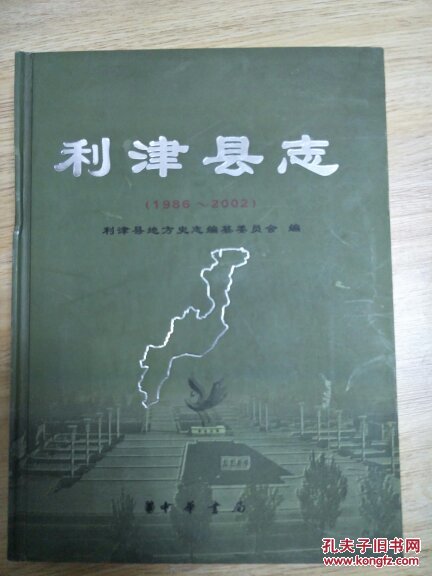 利津县志
(1986～2002)
利津县地方史志编纂委员会 编
中华书局
孔夫子旧书网
www.kongfz.com